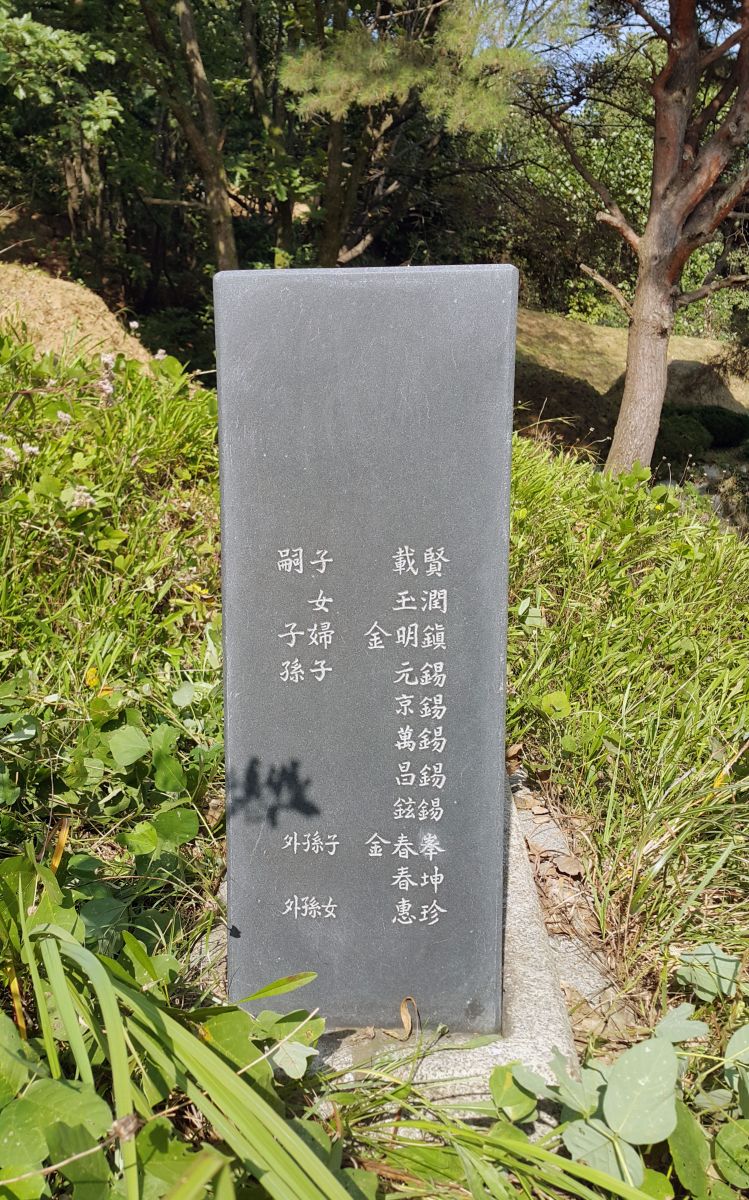 嗣子 載賢
女 玉潤
子婦 金明鎭
孫子 元錫
京錫
萬錫
昌錫
鉉錫
外孫子 金春峯
春坤
外孫女 惠珍